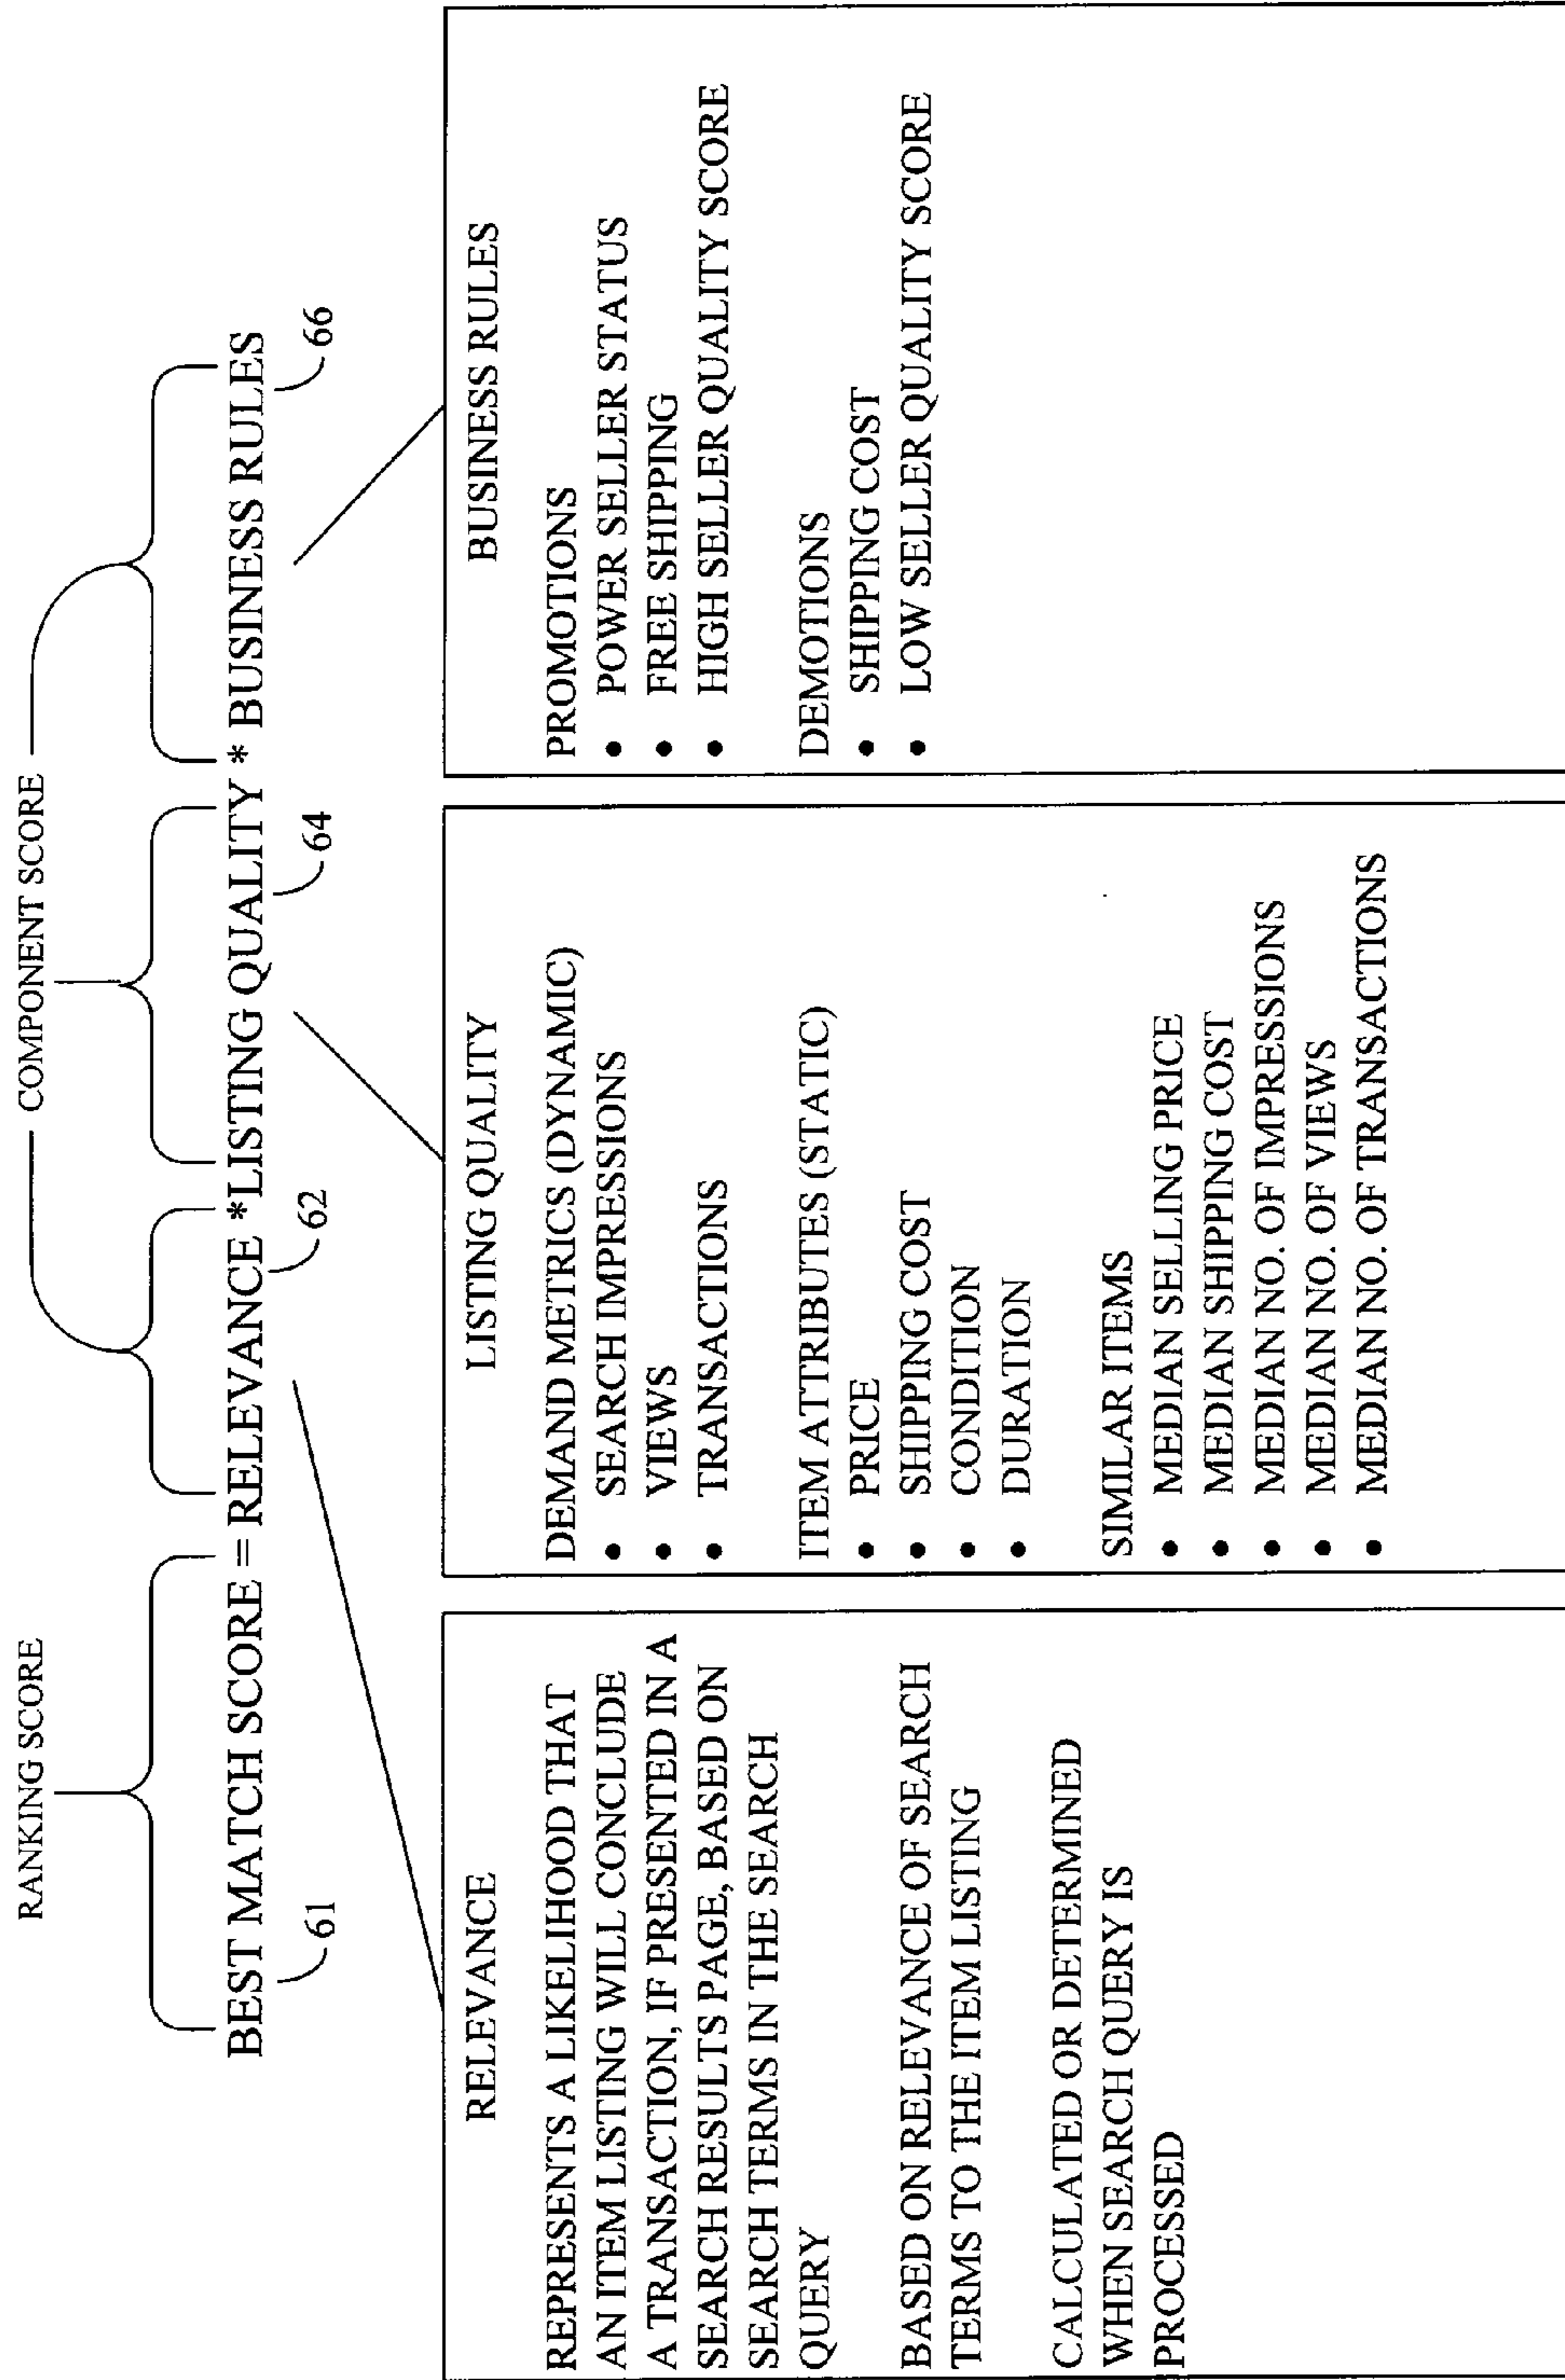 RANKING SCORE
COMPONENT SCORE
BEST MATCH SCORE = RELEVANCE *LISTING QUALITY * BUSINESS RULES
61
62
64
66
RELEVANCE
REPRESENTS A LIKELIHOOD THAT
AN ITEM LISTING WILL CONCLUDE
A TRANSACTION, IF PRESENTED IN A
SEARCH RESULTS PAGE, BASED ON
SEARCH TERMS IN THE SEARCH
QUERY
BASED ON RELEVANCE OF SEARCH
TERMS TO THE ITEM LISTING
CALCULATED OR DETERMINED
WHEN SEARCH QUERY IS
PROCESSED
LISTING QUALITY
DEMAND METRICS (DYNAMIC)
• SEARCH IMPRESSIONS
• VIEWS
• TRANSACTIONS
ITEM ATTRIBUTES (STATIC)
• PRICE
• SHIPPING COST
• CONDITION
• DURATION
SIMILAR ITEMS
• MEDIAN SELLING PRICE
• MEDIAN SHIPPING COST
• MEDIAN NO. OF IMPRESSIONS
• MEDIAN NO. OF VIEWS
• MEDIAN NO. OF TRANSACTIONS
BUSINESS RULES
PROMOTIONS
• POWER SELLER STATUS
• FREE SHIPPING
• HIGH SELLER QUALITY SCORE
DEMOTIONS
• SHIPPING COST
• LOW SELLER QUALITY SCORE